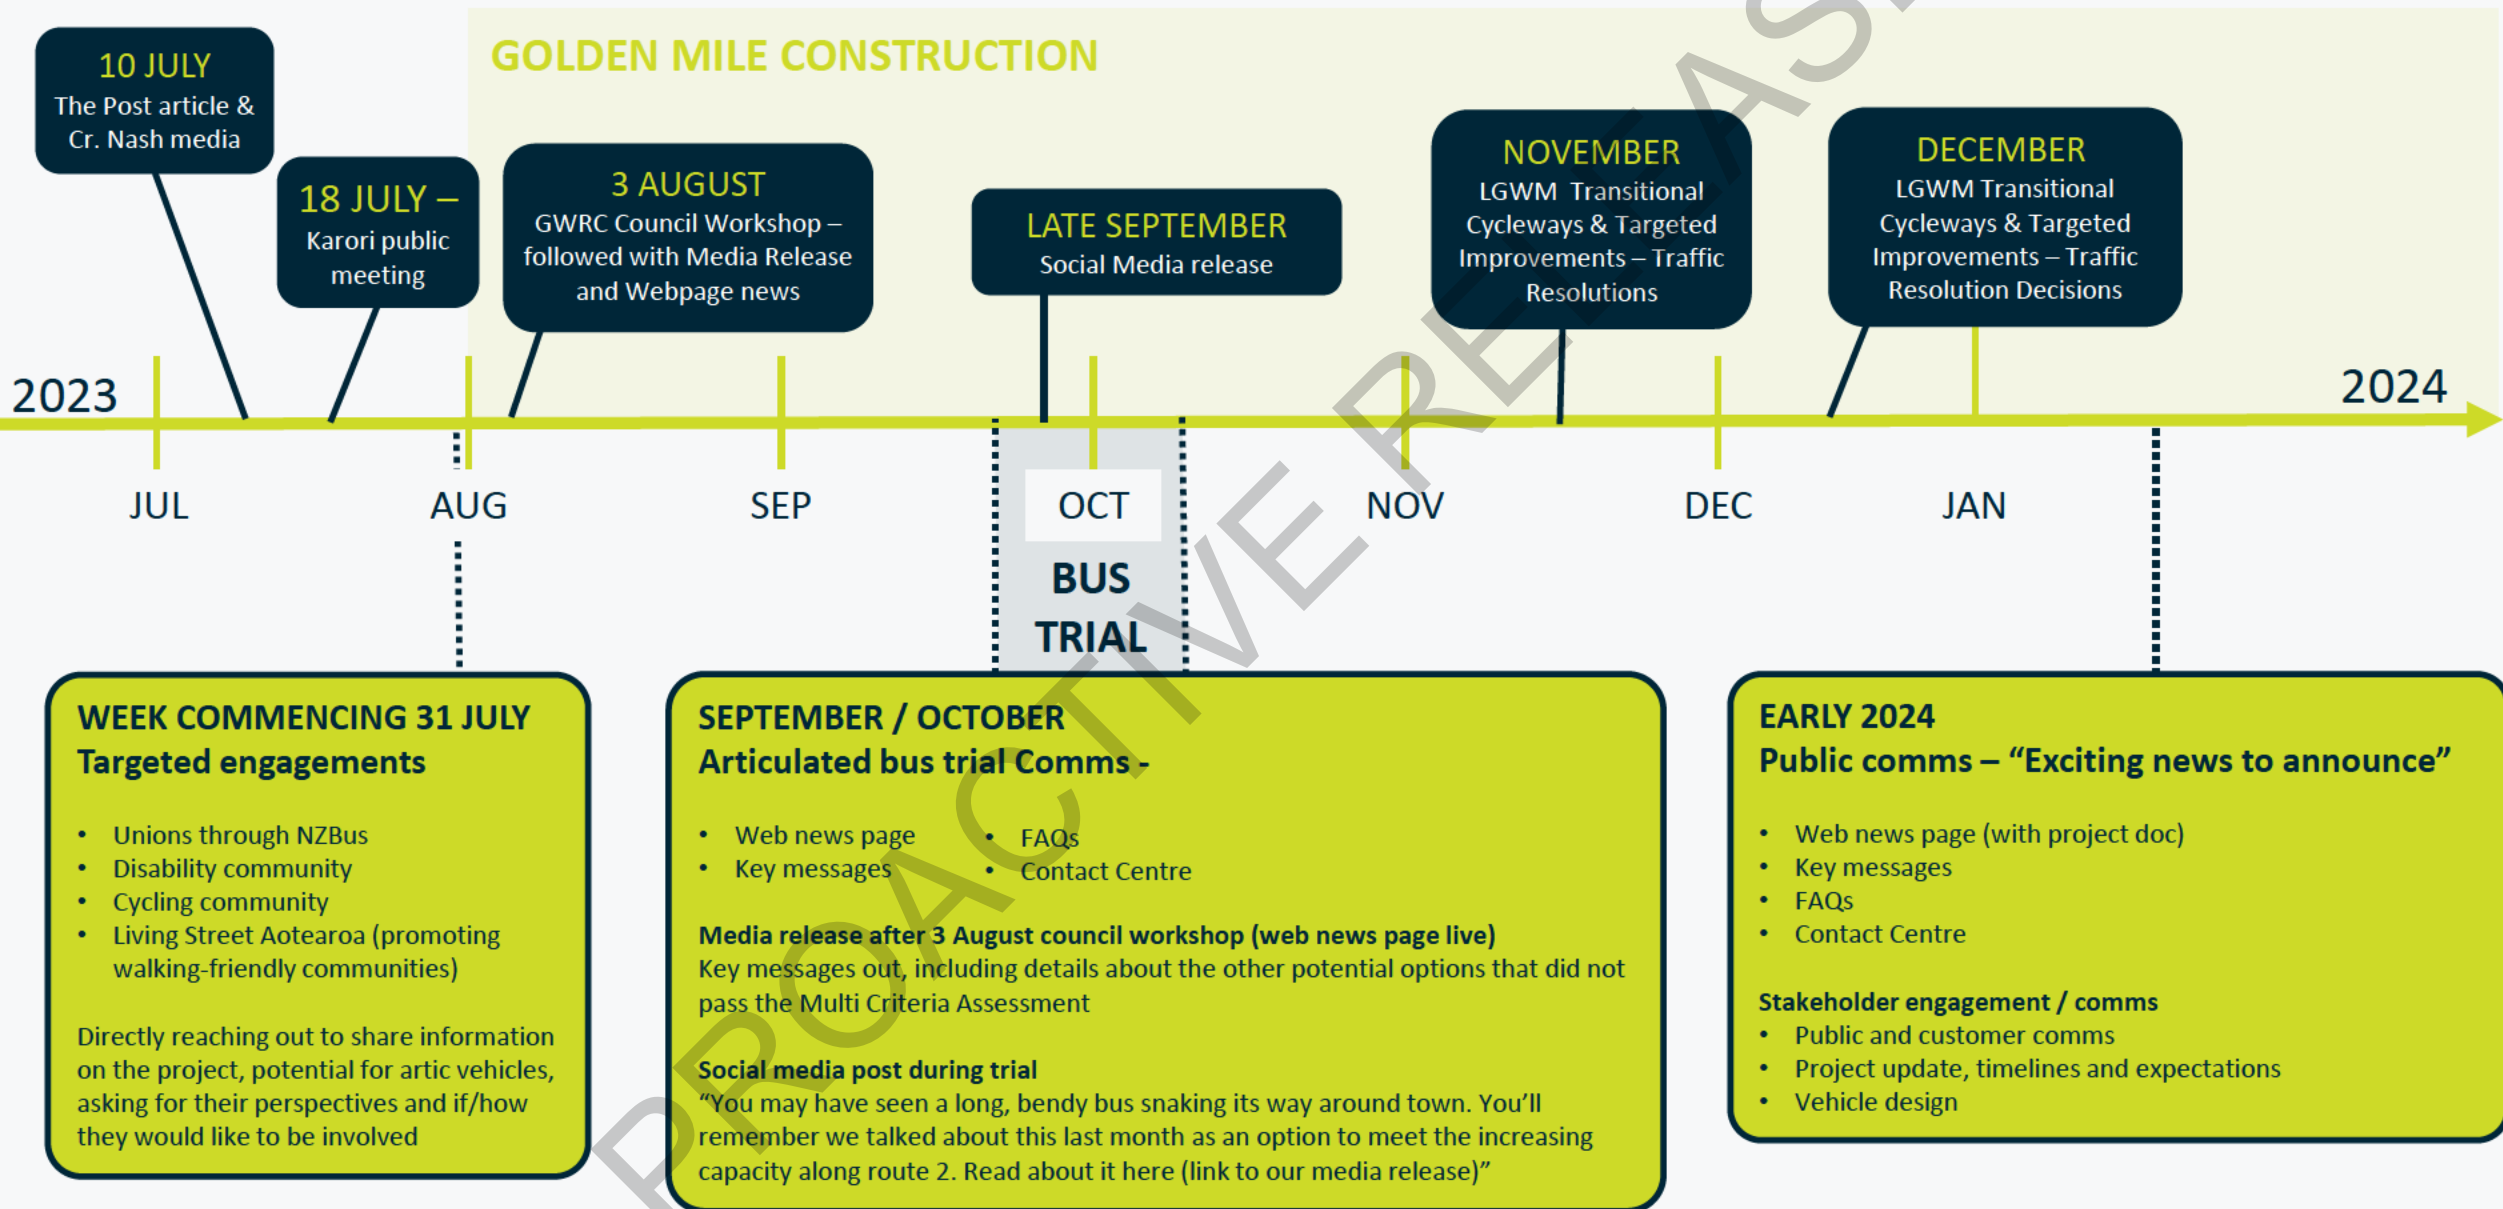 GOLDEN MILE CONSTRUCTION
10 JULY
The Post article &
Cr. Nash media
18 JULY –
Karori public
meeting
3 AUGUST
GWRC Council Workshop –
followed with Media Release
and Webpage news
LATE SEPTEMBER
Social Media release
NOVEMBER
LGWM Transitional
Cycleways & Targeted
Improvements – Traffic
Resolutions
DECEMBER
LGWM Transitional
Cycleways & Targeted
Improvements – Traffic
Resolution Decisions
2023
2024
JUL
AUG
SEP
OCT
NOV
DEC
JAN
BUS
TRIAL
WEEK COMMENCING 31 JULY
Targeted engagements
• Unions through NZBus
• Disability community
• Cycling community
• Living Street Aotearoa (promoting
walking-friendly communities)
Directly reaching out to share information
on the project, potential for artic vehicles,
asking for their perspectives and if/how
they would like to be involved
SEPTEMBER / OCTOBER
Articulated bus trial Comms -
• Web news page
• Key messages
• FAQs
• Contact Centre
Media release after 3 August council workshop (web news page live)
Key messages out, including details about the other potential options that did not
pass the Multi Criteria Assessment
Social media post during trial
“You may have seen a long, bendy bus snaking its way around town. You’ll
remember we talked about this last month as an option to meet the increasing
capacity along route 2. Read about it here (link to our media release)”
EARLY 2024
Public comms – “Exciting news to announce”
• Web news page (with project doc)
• Key messages
• FAQs
• Contact Centre
Stakeholder engagement / comms
• Public and customer comms
• Project update, timelines and expectations
• Vehicle design
PROACTIVE RELEAS